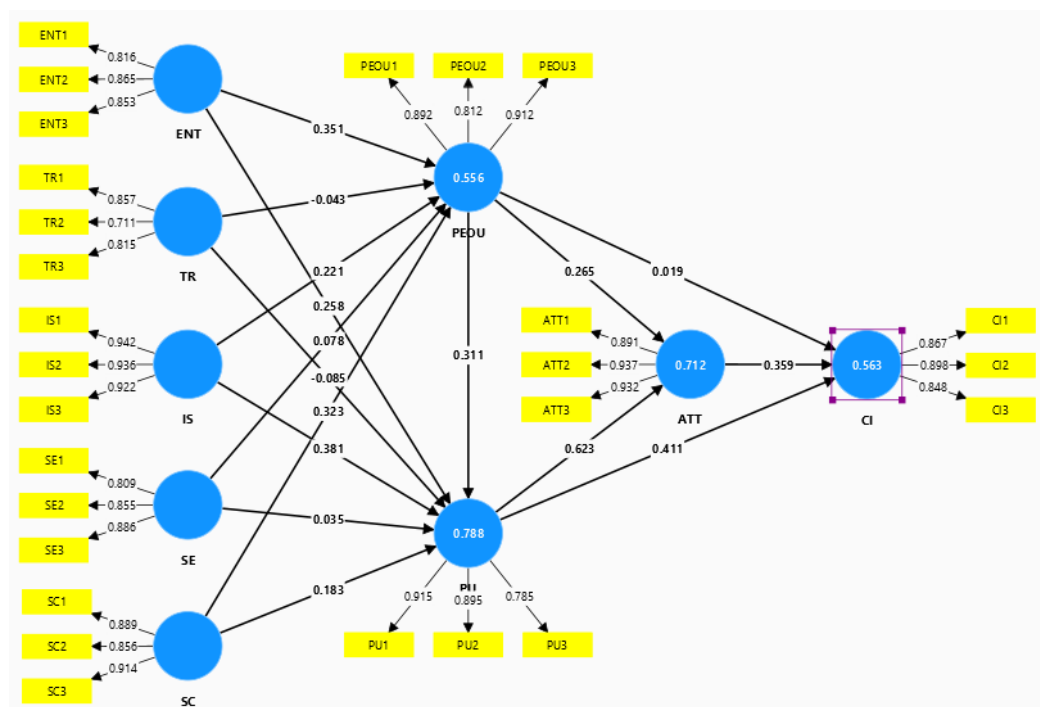 ENT1
0.816
ENT2
0.865
ENT3
0.853
ENT
TR1
0.857
TR2
0.711
TR3
0.815
TR
IS1
0.942
IS2
0.936
IS3
0.922
IS
SE1
0.809
SE2
0.855
SE3
0.886
SE
SC1
0.889
SC2
0.856
SC3
0.914
SC
0.351
-0.043
0.221
0.258
0.078
-0.085
0.323
0.381
0.035
0.183
PEOU1
PEOU2
PEOU3
0.892
0.812
0.912
0.556
PEOU
0.311
0.788
PU
0.915
0.895
0.785
PU1
PU2
PU3
0.265
0.019
0.623
0.411
ATT1
0.891
ATT2
0.937
ATT3
0.932
0.712
ATT
0.359
0.563
CI
0.867
CI1
0.898
CI2
0.848
CI3